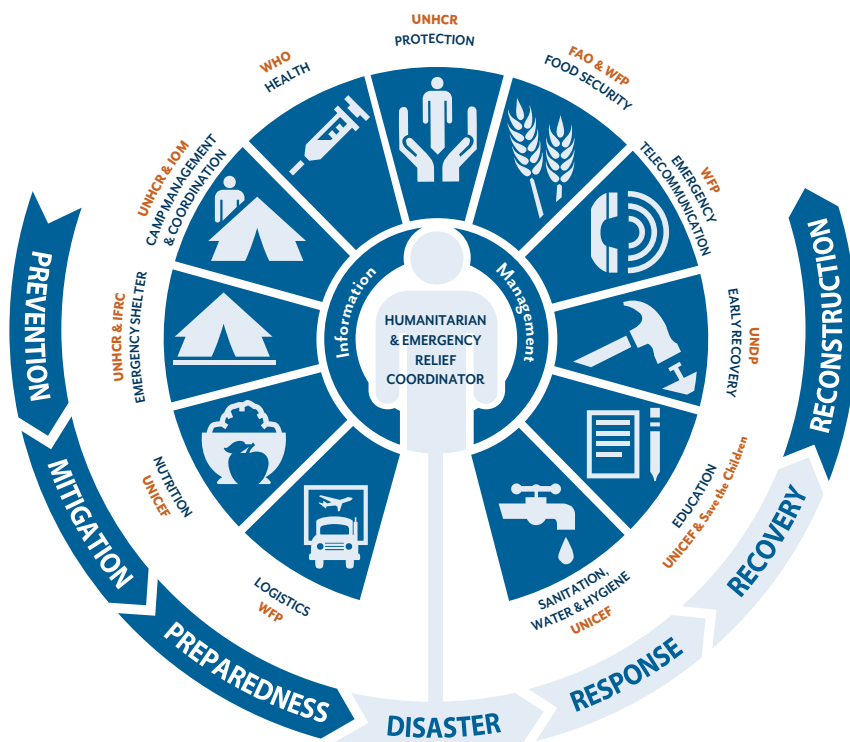 UNHCR
PROTECTION
FAO & WFP
FOOD SECURITY
WFP
EMERGENCY
TELECOMMUNICATION
UNDP
EARLY RECOVERY
EDUCATION
UNICEF & Save the Children
SANITATION,
WATER & HYGIENE
UNICEF
LOGISTICS
WFP
NUTRITION
UNICEF
UNHCR & IFRC
EMERGENCY SHELTER
UNHCR & IOM
CAMP MANAGEMENT
& COORDINATION
WHO
HEALTH
Information
Management
HUMANITARIAN
& EMERGENCY
RELIEF
COORDINATOR
PREVENTION
MITIGATION
PREPAREDNESS
DISASTER
RESPONSE
RECOVERY
RECONSTRUCTION